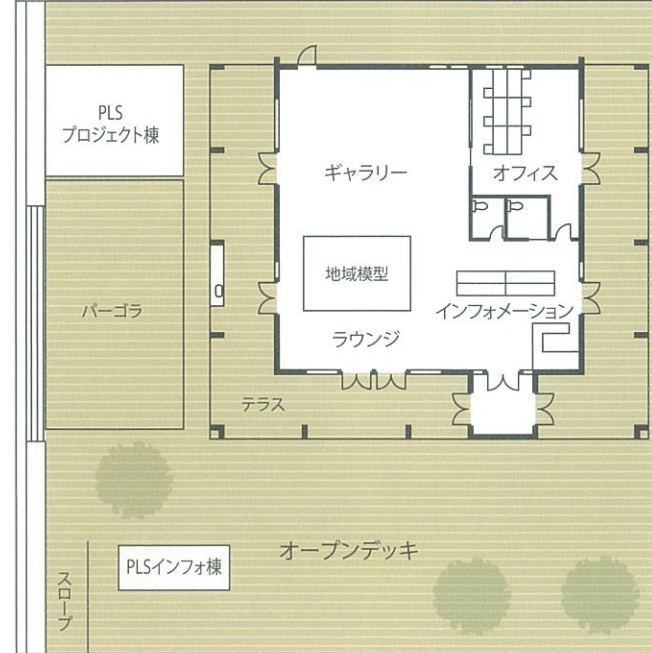 PLS
プロジェクト棟
ギャラリー
オフィス
地域模型
パーゴラ
インフォメーション
ラウンジ
テラス
オープンデッキ
PLSインフォ棟
スロープ